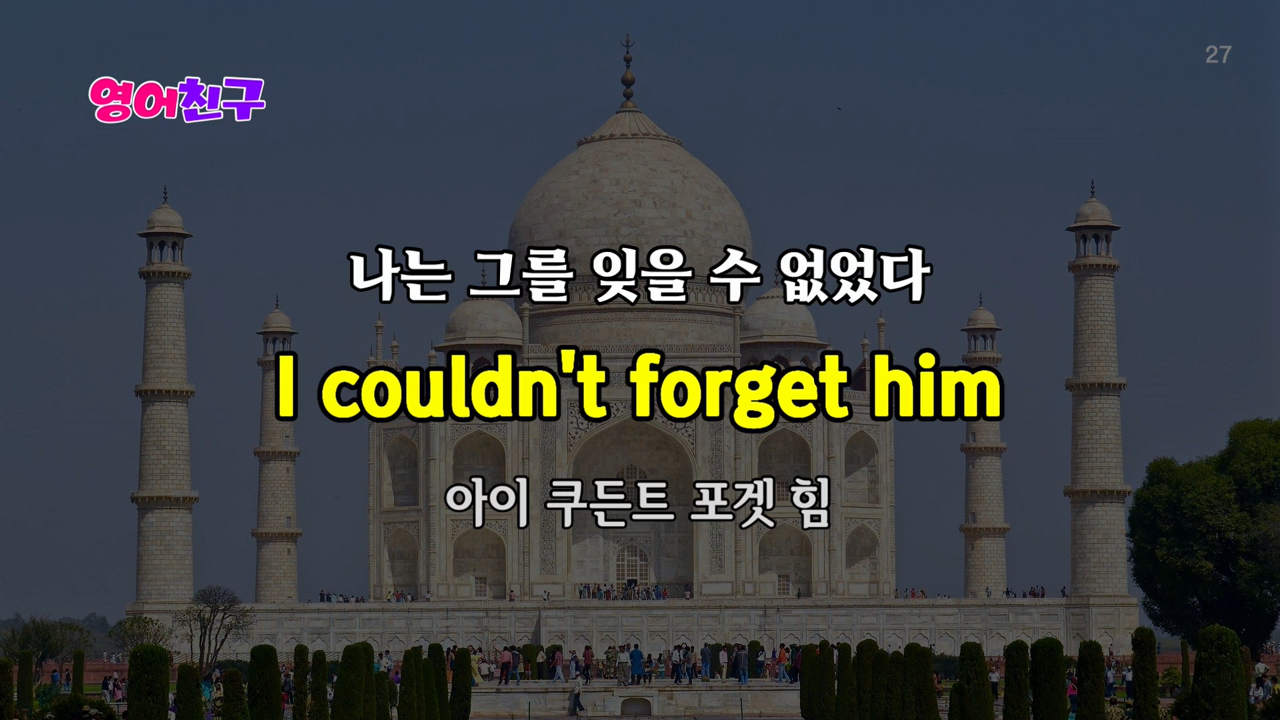 27
영어친구
나는 그를 잊을 수 없었다
I couldn't forget him
아이 쿠든트 포겟 힘